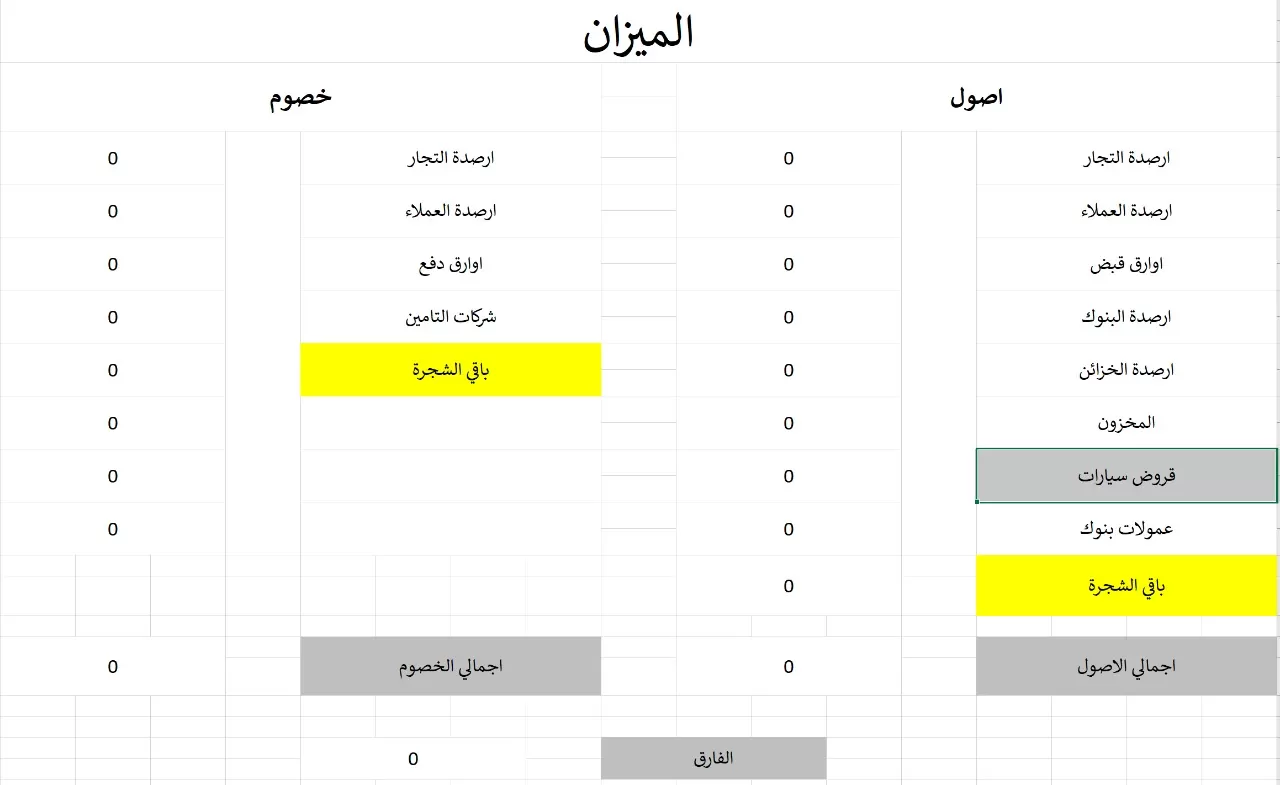 الميزان
اصول خصوم
ارصدة التجار 0 ارصدة التجار 0
ارصدة العملاء 0 ارصدة العملاء 0
اوارق قبض 0 اوارق دفع 0
ارصدة البنوك 0 شركات التامين 0
ارصدة الخزائن 0 باقي الشجرة 0
المخزون 0 0
قروض سيارات 0 0
عمولات بنوك 0 0
باقي الشجرة 0
اجمالي الاصول 0 اجمالي الخصوم 0
الفارق 0